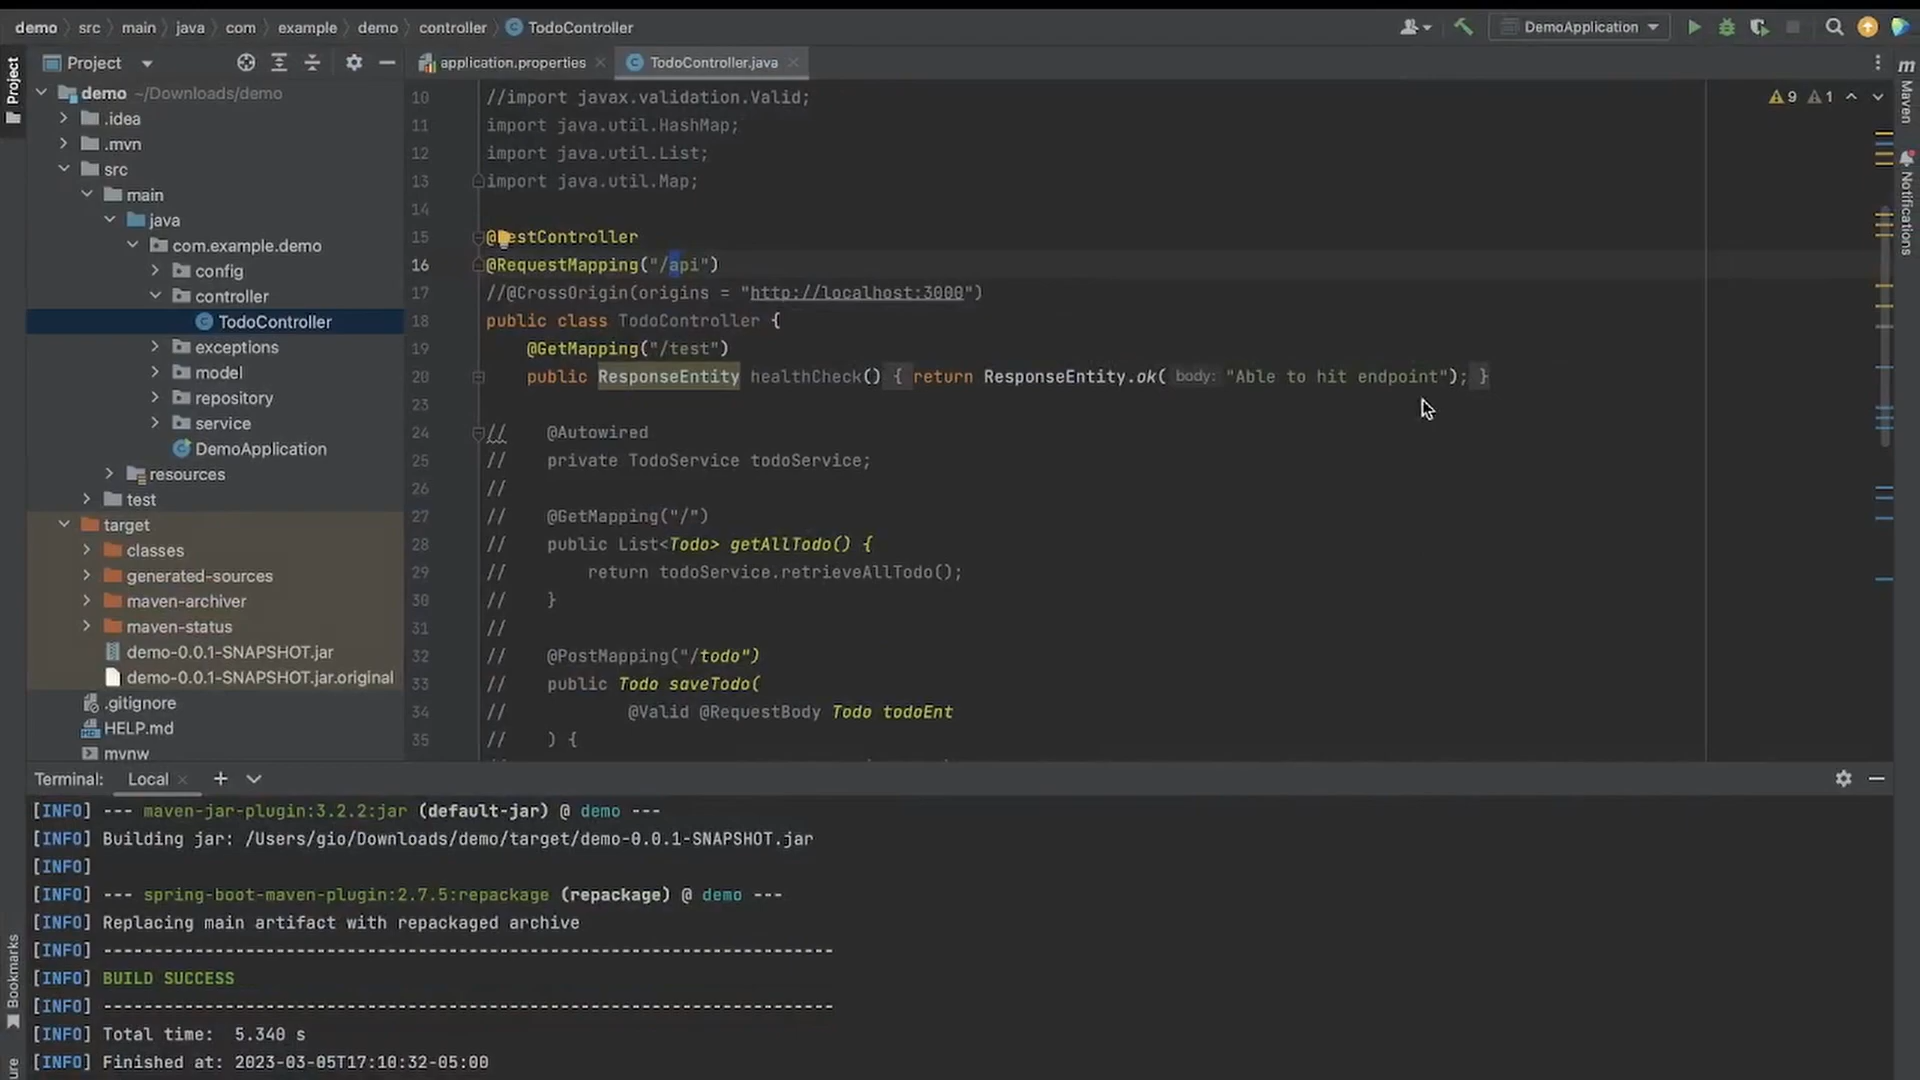 demo src main java com example demo controller TodoController
DemoApplication
Project
application.properties
TodoController.java
Project
demo ~/Downloads/demo
.idea
.mvn
src
main
java
com.example.demo
config
controller
TodoController
exceptions
model
repository
service
DemoApplication
resources
test
target
classes
generated-sources
maven-archiver
maven-status
demo-0.0.1-SNAPSHOT.jar
demo-0.0.1-SNAPSHOT.jar.original
.gitignore
HELP.md
mvnw
9 1
10 //import javax.validation.Valid;
11 import java.util.HashMap;
12 import java.util.List;
13 import java.util.Map;
14
15 @RestController
16 @RequestMapping("/api")
17 //@CrossOrigin(origins = "http://localhost:3000")
18 public class TodoController {
19 @GetMapping("/test")
20 public ResponseEntity healthCheck() { return ResponseEntity.ok( body: "Able to hit endpoint"); }
23
24 // @Autowired
25 // private TodoService todoService;
26 //
27 // @GetMapping("/")
28 // public List<Todo> getAllTodo() {
29 // return todoService.retrieveAllTodo();
30 // }
31 //
32 // @PostMapping("/todo")
33 // public Todo saveTodo(
34 // @Valid @RequestBody Todo todoEnt
35 // ) {
Maven
Notifications
Terminal: Local
[INFO] --- maven-jar-plugin:3.2.2:jar (default-jar) @ demo ---
[INFO] Building jar: /Users/gio/Downloads/demo/target/demo-0.0.1-SNAPSHOT.jar
[INFO]
[INFO] --- spring-boot-maven-plugin:2.7.5:repackage (repackage) @ demo ---
[INFO] Replacing main artifact with repackaged archive
[INFO] ------------------------------------------------------------------------
[INFO] BUILD SUCCESS
[INFO] ------------------------------------------------------------------------
[INFO] Total time:  5.340 s
[INFO] Finished at: 2023-03-05T17:10:32-05:00
Bookmarks